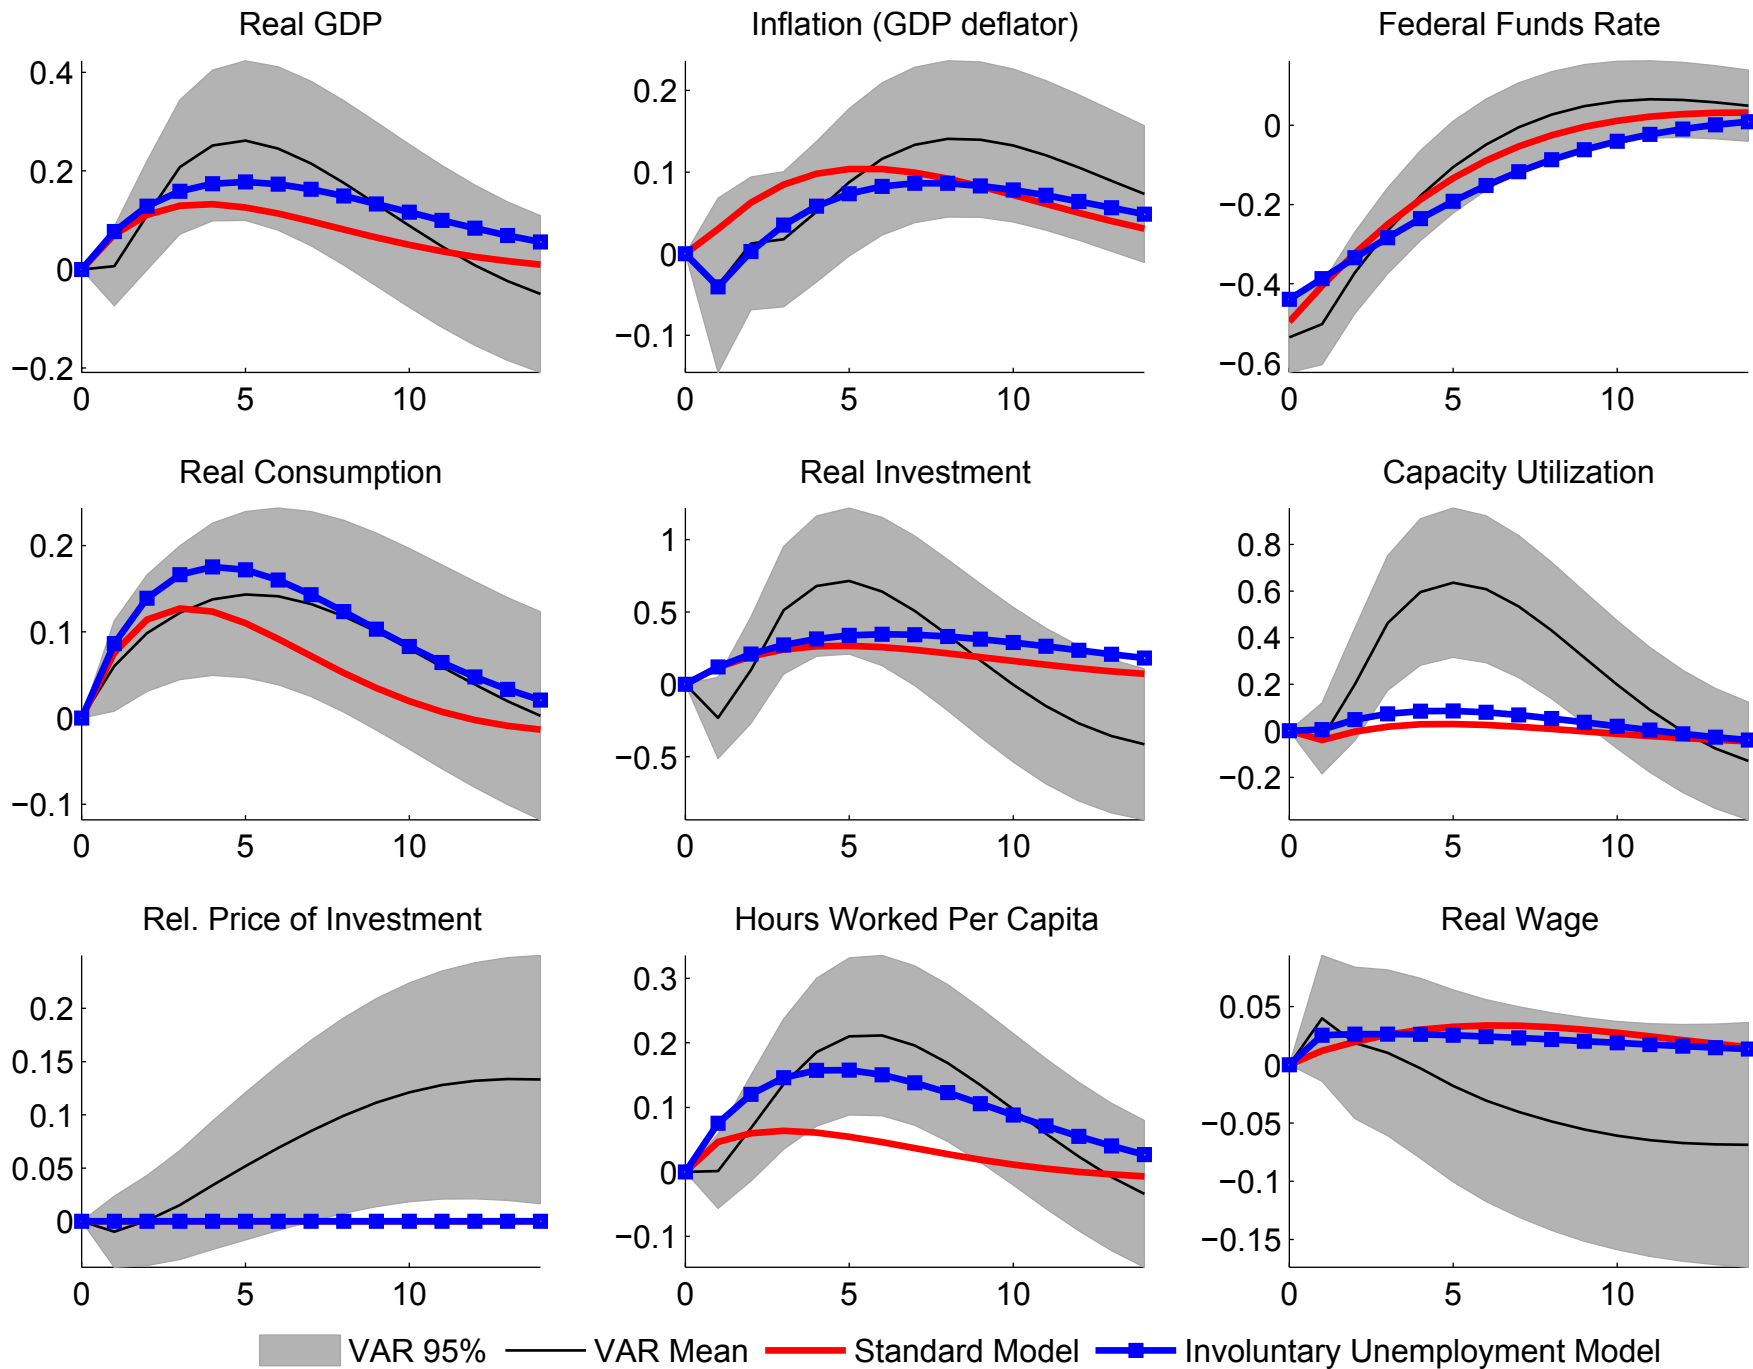 Real GDP
Inflation (GDP deflator)
Federal Funds Rate
0.4
0.2
0
−0.2
0 5 10
0.2
0.1
0
−0.1
0 5 10
0
−0.2
−0.4
−0.6
0 5 10
Real Consumption
Real Investment
Capacity Utilization
0.2
0.1
0
−0.1
0 5 10
1
0.5
0
−0.5
0 5 10
0.8
0.6
0.4
0.2
0
−0.2
0 5 10
Rel. Price of Investment
Hours Worked Per Capita
Real Wage
0.2
0.15
0.1
0.05
0
0 5 10
0.3
0.2
0.1
0
−0.1
0 5 10
0.05
0
−0.05
−0.1
−0.15
0 5 10
VAR 95% VAR Mean Standard Model Involuntary Unemployment Model